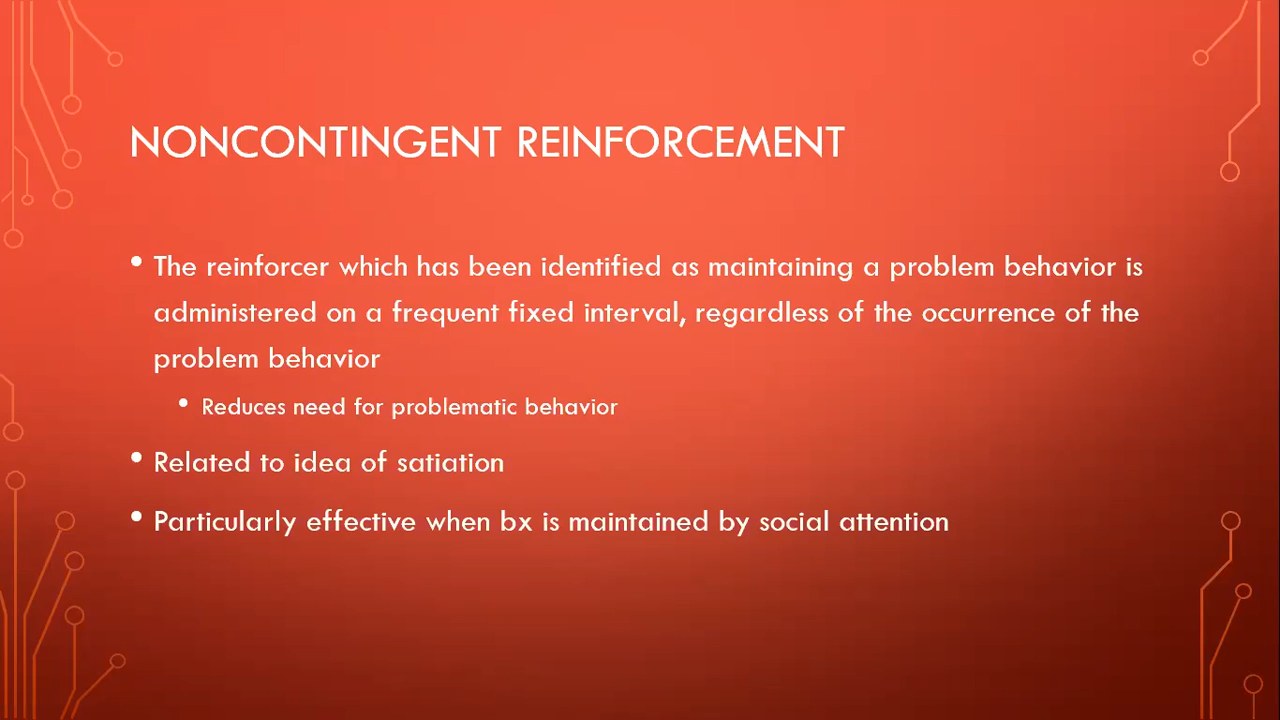 NONCONTINGENT REINFORCEMENT
• The reinforcer which has been identified as maintaining a problem behavior is
administered on a frequent fixed interval, regardless of the occurrence of the
problem behavior
• Reduces need for problematic behavior
• Related to idea of satiation
• Particularly effective when bx is maintained by social attention